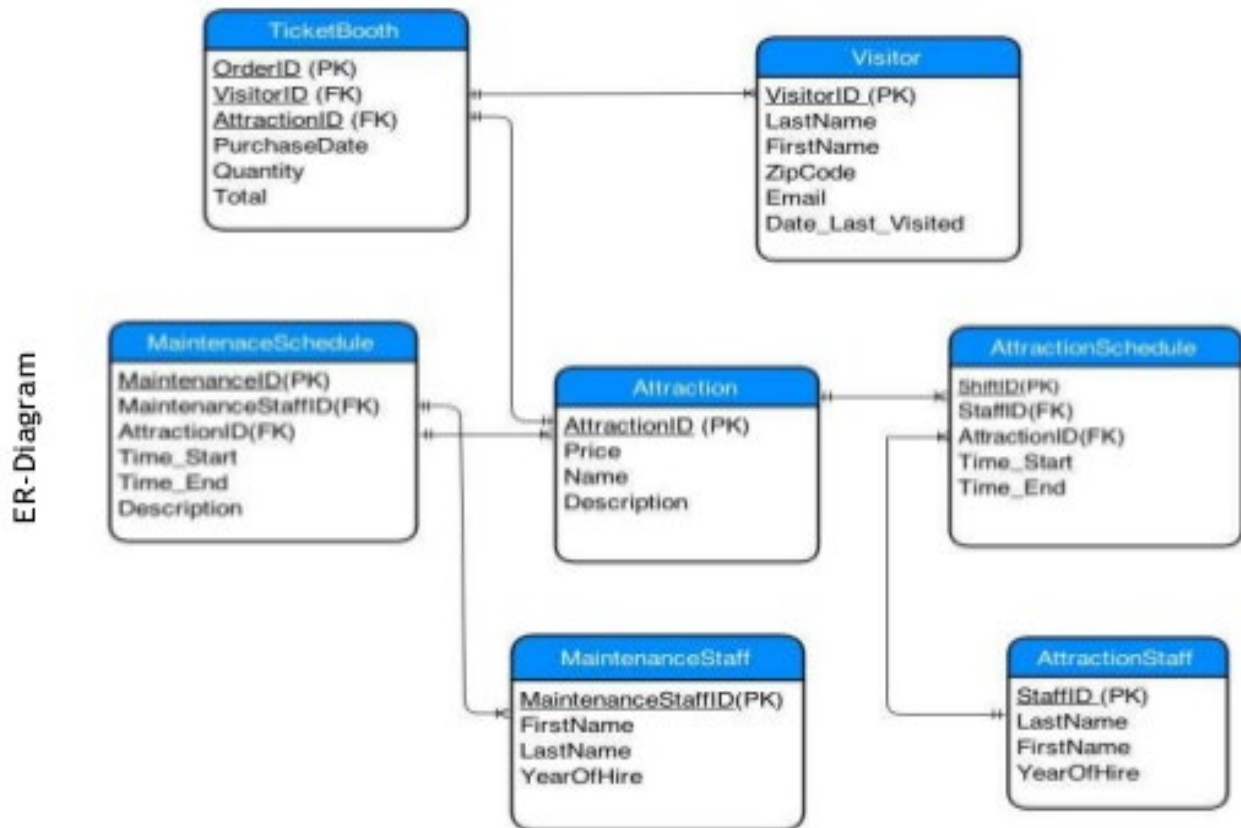 ER-Diagram
TicketBooth
OrderID (PK)
VisitorID (FK)
AttractionID (FK)
PurchaseDate
Quantity
Total
Visitor
VisitorID (PK)
LastName
FirstName
ZipCode
Email
Date_Last_Visited
MaintenaceSchedule
MaintenanceID(PK)
MaintenanceStaffID(FK)
AttractionID(FK)
Time_Start
Time_End
Description
Attraction
AttractionID (PK)
Price
Name
Description
AttractionSchedule
ShiftID(PK)
StaffID(FK)
AttractionID(FK)
Time_Start
Time_End
MaintenanceStaff
MaintenanceStaffID(PK)
FirstName
LastName
YearOfHire
AttractionStaff
StaffID (PK)
LastName
FirstName
YearOfHire